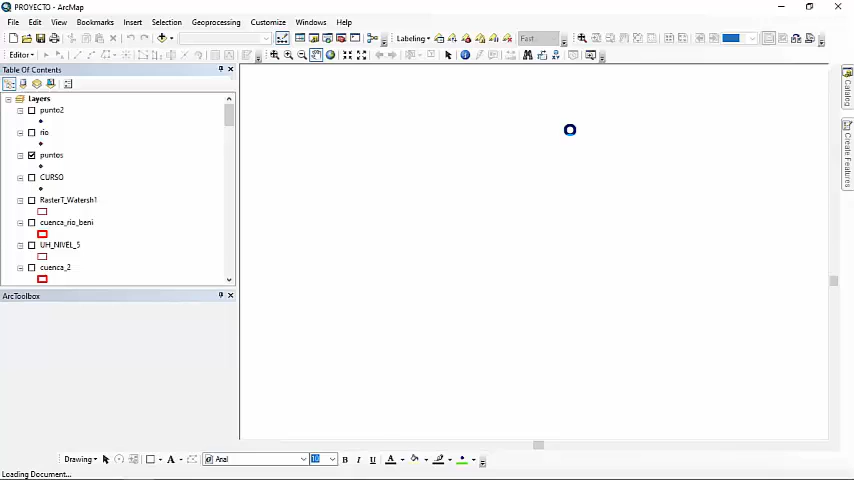 PROYECTO - ArcMap
File Edit View Bookmarks Insert Selection Geoprocessing Customize Windows Help
Labeling Fast
Editor
Table Of Contents
Layers
punto2
rio
puntos
CURSO
RasterT_Watersh1
cuenca_rio_beni
UH_NIVEL_5
cuenca_2
ArcToolbox
Catalog
Create Features
Drawing A Arial 10 B I U A
Loading Document...